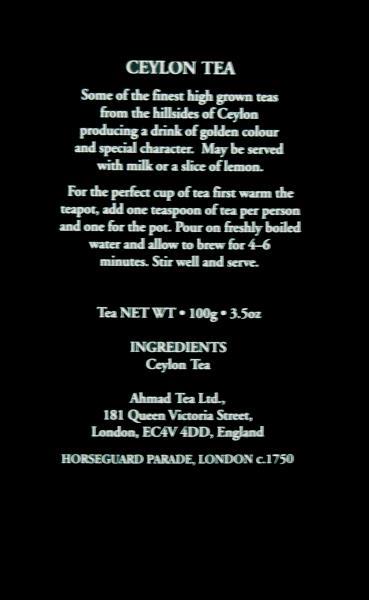 CEYLON TEA
Some of the finest high grown teas
from the hillsides of Ceylon
producing a drink of golden colour
and special character. May be served
with milk or a slice of lemon.
For the perfect cup of tea first warm the
teapot, add one teaspoon of tea per person
and one for the pot. Pour on freshly boiled
water and allow to brew for 4–6
minutes. Stir well and serve.
Tea NET WT • 100g • 3.5oz
INGREDIENTS
Ceylon Tea
Ahmad Tea Ltd.,
181 Queen Victoria Street,
London, EC4V 4DD, England
HORSEGUARD PARADE, LONDON c.1750